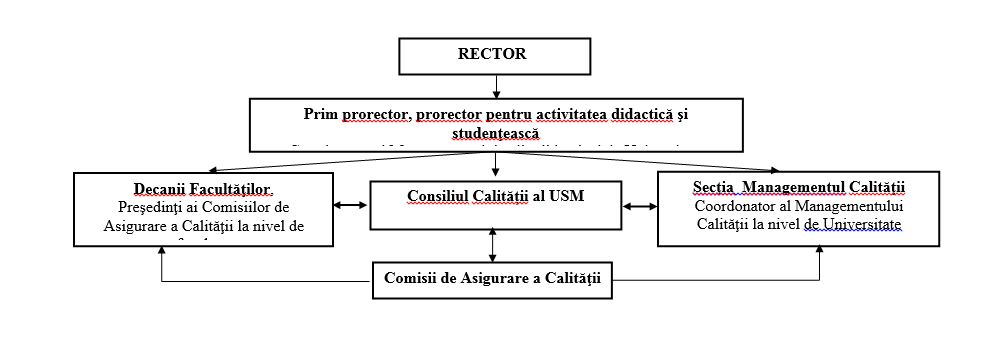 RECTOR
Prim prorector, prorector pentru activitatea didactică şi
studenţească
Decanii Facultăţilor.
Preşedinţi ai Comisiilor de
Asigurare a Calităţii la nivel de
Consiliul Calităţii al USM
Secţia Managementul Calităţii
Coordonator al Managementului
Calităţii la nivel de Universitate
Comisii de Asigurare a Calităţii